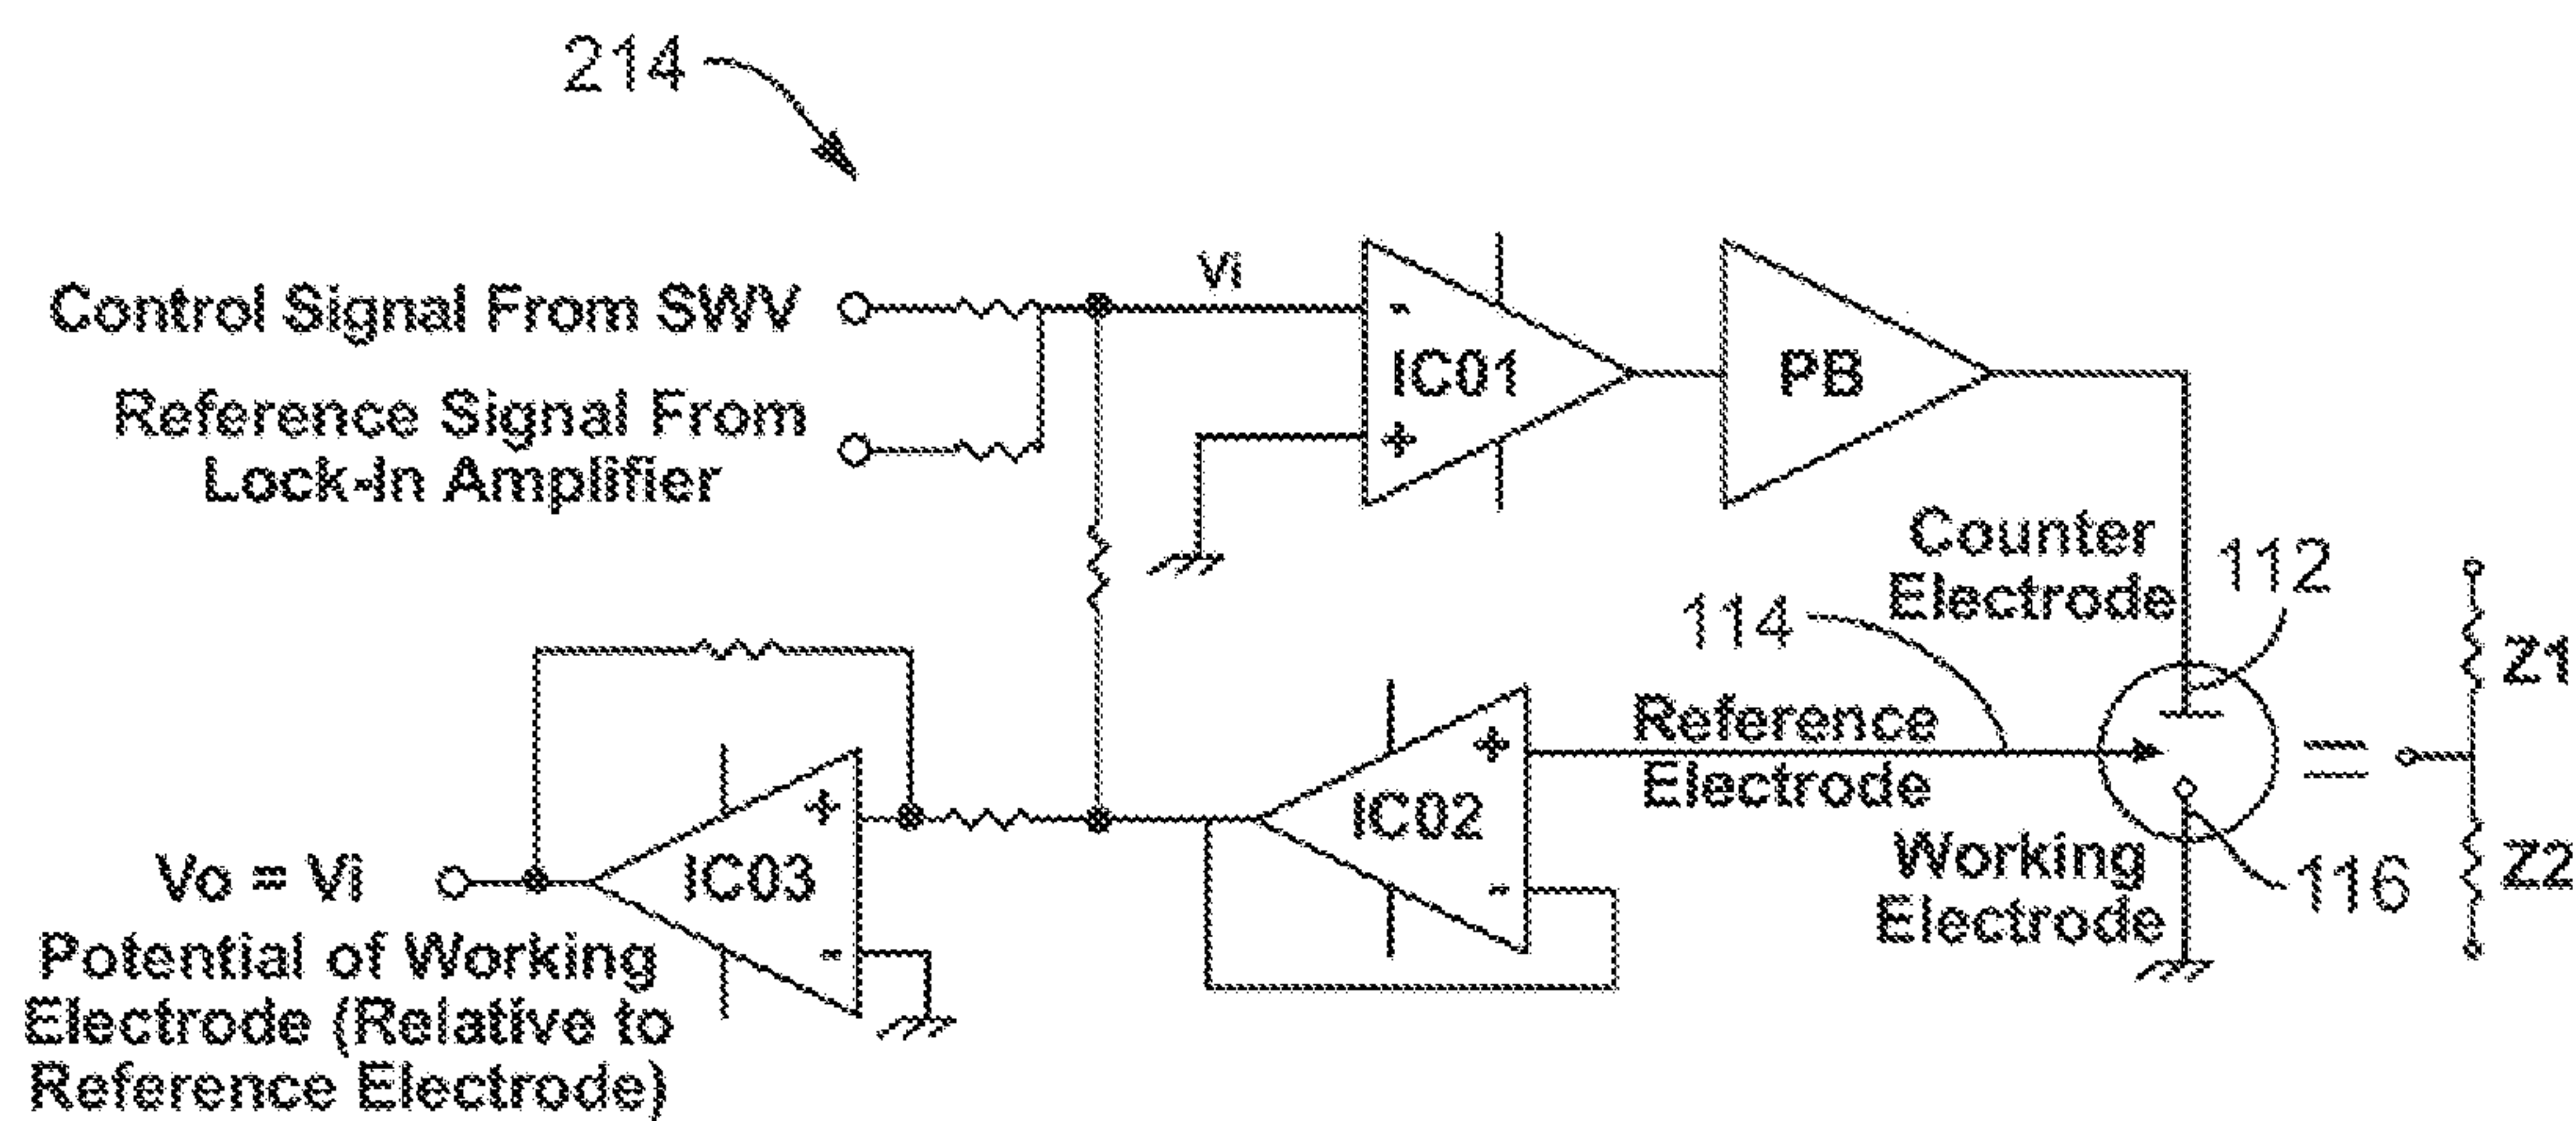 214
Control Signal From SWV
Reference Signal From
Lock-In Amplifier
Vi
-
IC01
+
PB
Counter
Electrode
112
114
Reference
Electrode
Z1
+
IC02
-
Working
Electrode
116
Z2
+
IC03
-
Vo = Vi
Potential of Working
Electrode (Relative to
Reference Electrode)